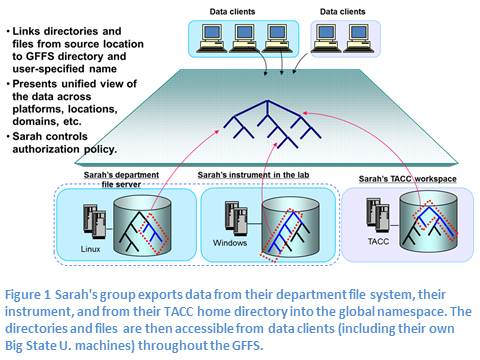 Data clients
Data clients
• Links directories and
files from source location
to GFFS directory and
user-specified name
• Presents unified view of
the data across
platforms, locations,
domains, etc.
• Sarah controls
authorization policy.
Sarah's department
file server
Sarah's instrument in the lab
Sarah's TACC workspace
Linux
Windows
TACC
Figure 1 Sarah's group exports data from their department file system, their
instrument, and from their TACC home directory into the global namespace. The
directories and files are then accessible from data clients (including their own
Big State U. machines) throughout the GFFS.